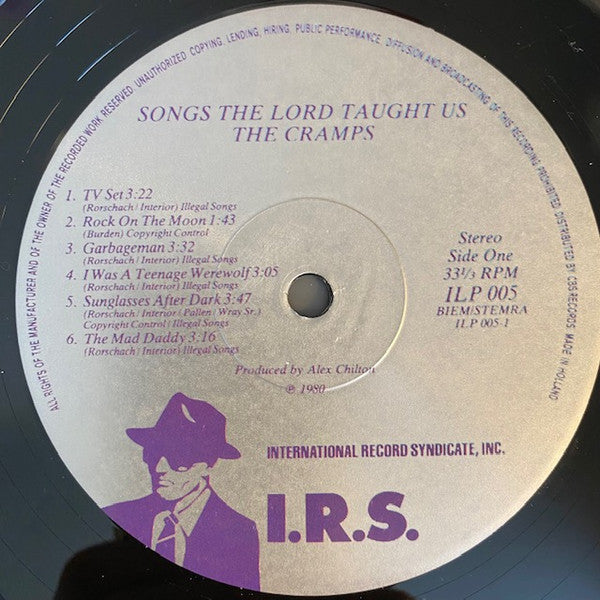 ALL RIGHTS OF THE MANUFACTURER AND OF THE OWNER OF THE RECORDED WORK RESERVED. UNAUTHORIZED COPYING, LENDING, HIRING, PUBLIC PERFORMANCE, DIFFUSION AND BROADCASTING OF THIS RECORDING PROHIBITED. DISTRIBUTED BY CBS RECORDS. MADE IN HOLLAND
SONGS THE LORD TAUGHT US
THE CRAMPS
1. TV Set 3:22
(Rorschach / Interior) Illegal Songs
2. Rock On The Moon 1:43
(Burden) Copyright Control
3. Garbageman 3:32
(Rorschach / Interior) Illegal Songs
4. I Was A Teenage Werewolf 3:05
(Rorschach / Interior) Illegal Songs
5. Sunglasses After Dark 3:47
(Rorschach / Interior / Pallen / Wray Sr.)
Copyright Control / Illegal Songs
6. The Mad Daddy 3:16
(Rorschach / Interior) Illegal Songs
Stereo
Side One
33⅓ RPM
ILP 005
BIEM/STEMRA
ILP 005-1
Produced by Alex Chilton
℗ 1980
INTERNATIONAL RECORD SYNDICATE, INC.
I.R.S.